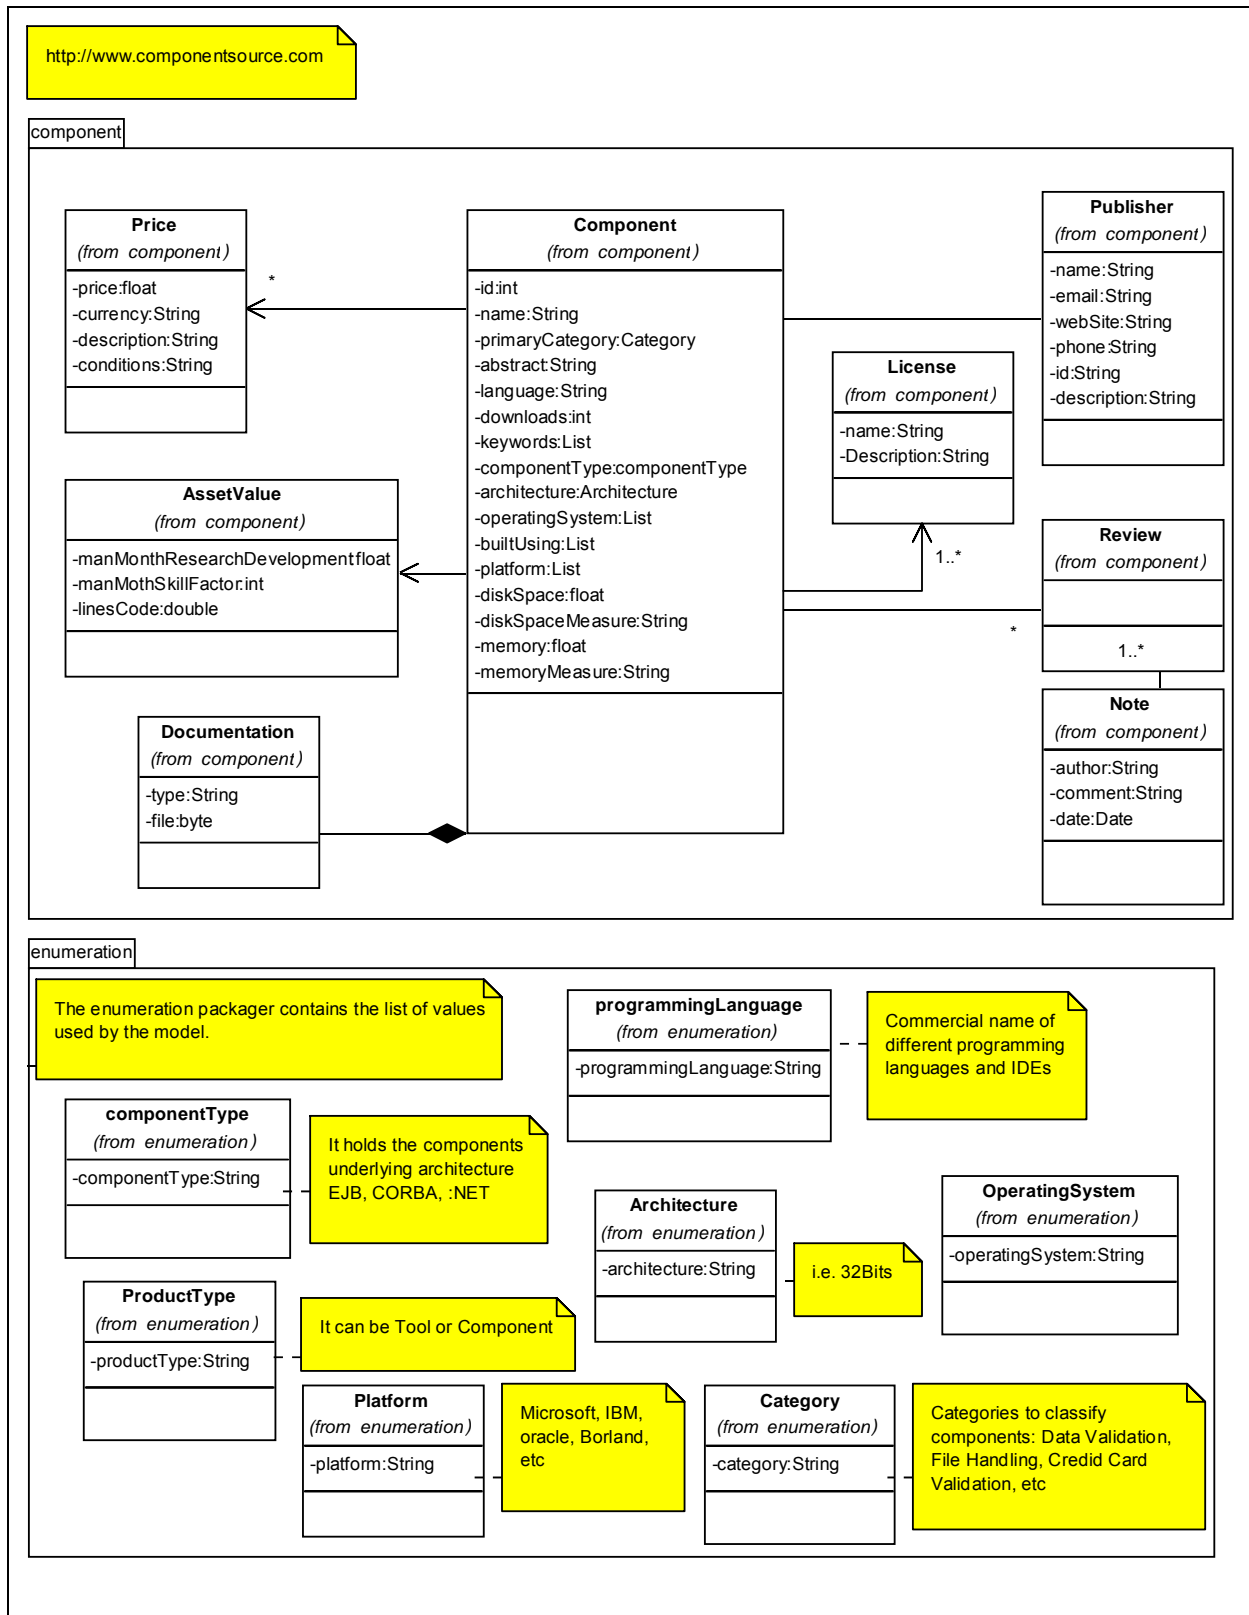 http://www.componentsource.com
component
Price
(from component)
-price:float
-currency:String
-description:String
-conditions:String
*
Component
(from component)
-id:int
-name:String
-primaryCategory:Category
-abstract:String
-language:String
-downloads:int
-keywords:List
-componentType:componentType
-architecture:Architecture
-operatingSystem:List
-builtUsing:List
-platform:List
-diskSpace:float
-diskSpaceMeasure:String
-memory:float
-memoryMeasure:String
Publisher
(from component)
-name:String
-email:String
-webSite:String
-phone:String
-id:String
-description:String
License
(from component)
-name:String
-Description:String
1..*
AssetValue
(from component)
-manMonthResearchDevelopmentfloat
-manMothSkillFactor:int
-linesCode:double
Review
(from component)
*
1..*
Documentation
(from component)
-type:String
-file:byte
Note
(from component)
-author:String
-comment:String
-date:Date
enumeration
The enumeration packager contains the list of values
used by the model.
programmingLanguage
(from enumeration)
-programmingLanguage:String
Commercial name of
different programming
languages and IDEs
componentType
(from enumeration)
-componentType:String
It holds the components
underlying architecture
EJB, CORBA, :NET
Architecture
(from enumeration)
-architecture:String
i.e. 32Bits
OperatingSystem
(from enumeration)
-operatingSystem:String
ProductType
(from enumeration)
-productType:String
It can be Tool or Component
Platform
(from enumeration)
-platform:String
Microsoft, IBM,
oracle, Borland,
etc
Category
(from enumeration)
-category:String
Categories to classify
components: Data Validation,
File Handling, Credid Card
Validation, etc